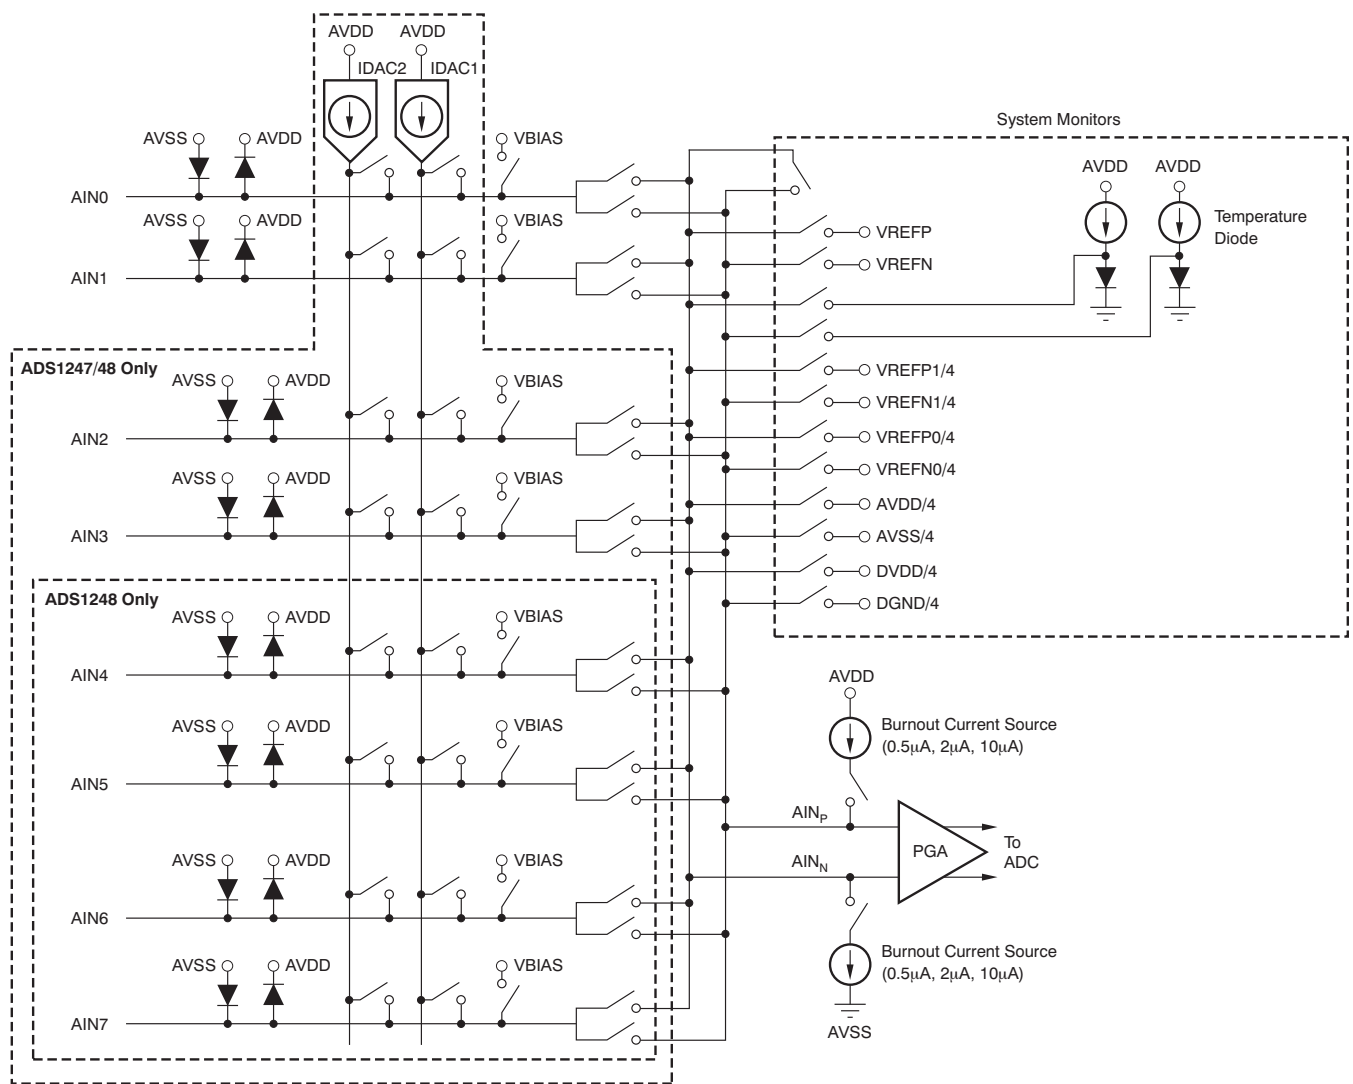 AVDD AVDD
IDAC2 IDAC1
System Monitors
AVSS AVDD VBIAS
AIN0
AVDD AVDD
Temperature
Diode
AVSS AVDD VBIAS
AIN1
VREFP
VREFN
ADS1247/48 Only
AVSS AVDD VBIAS
AIN2
VREFP1/4
VREFN1/4
VREFP0/4
VREFN0/4
AVSS AVDD VBIAS
AIN3
AVDD/4
AVSS/4
DVDD/4
DGND/4
ADS1248 Only
AVSS AVDD VBIAS
AIN4
AVSS AVDD VBIAS
AIN5
AVDD
Burnout Current Source
(0.5µA, 2µA, 10µA)
AINP
AINN
PGA
To
ADC
AVSS AVDD VBIAS
AIN6
Burnout Current Source
(0.5µA, 2µA, 10µA)
AVSS
AVSS AVDD VBIAS
AIN7